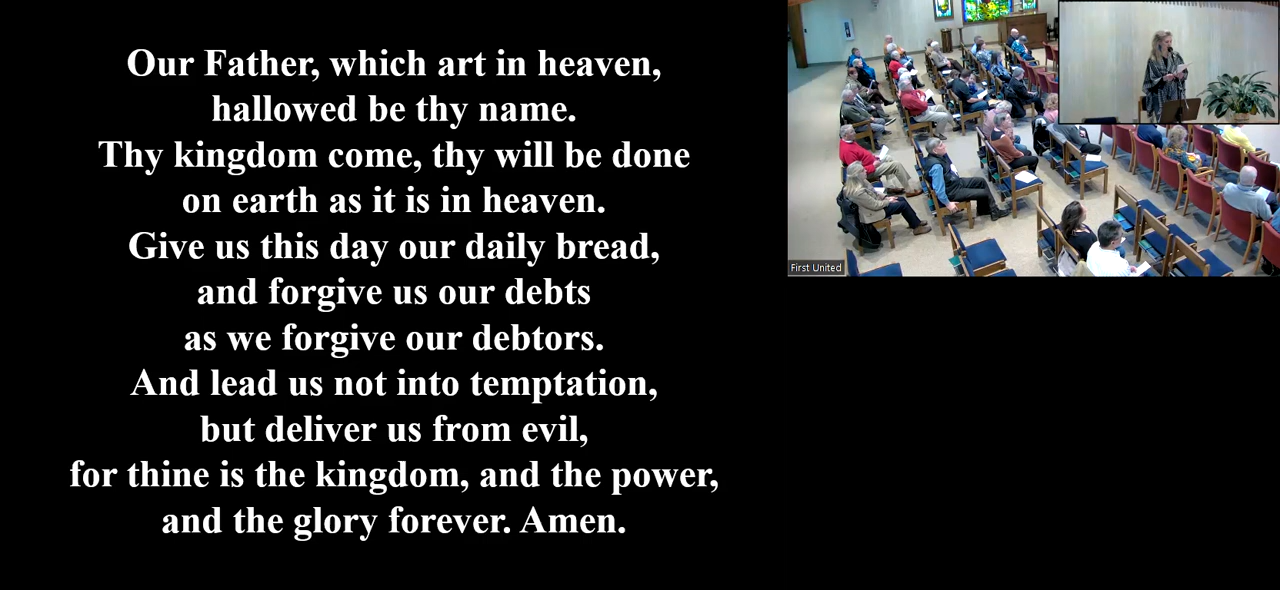 Our Father, which art in heaven,
hallowed be thy name.
Thy kingdom come, thy will be done
on earth as it is in heaven.
Give us this day our daily bread,
and forgive us our debts
as we forgive our debtors.
And lead us not into temptation,
but deliver us from evil,
for thine is the kingdom, and the power,
and the glory forever. Amen.
First United